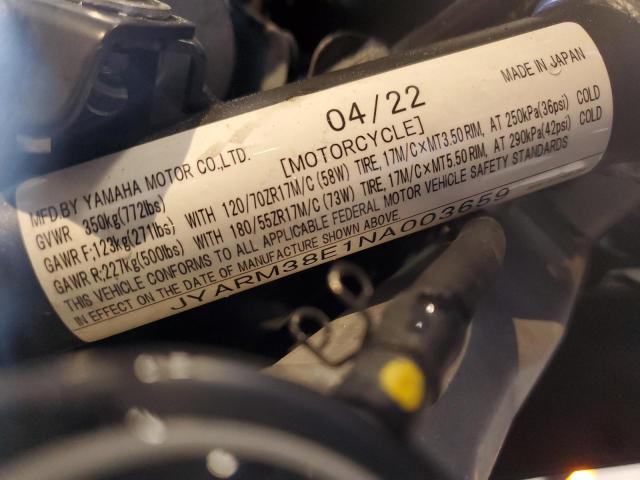 MFD.BY YAMAHA MOTOR CO.,LTD. 04/22 MADE IN JAPAN
GVWR 350kg(772lbs) [MOTORCYCLE]
GAWR F;123kg(271lbs) WITH 120/70ZR17M/C (58W) TIRE, 17M/C×MT3.50 RIM, AT 250kPa(36psi) COLD
GAWR R:227kg(500lbs) WITH 180/55ZR17M/C (73W) TIRE, 17M/C×MT5.50 RIM, AT 290kPa(42psi) COLD
THIS VEHICLE CONFORMS TO ALL APPLICABLE FEDERAL MOTOR VEHICLE SAFETY STANDARDS
IN EFFECT ON THE DATE OF MANUFACTURE SHOWN ABOVE
JYARM38E1NA003659